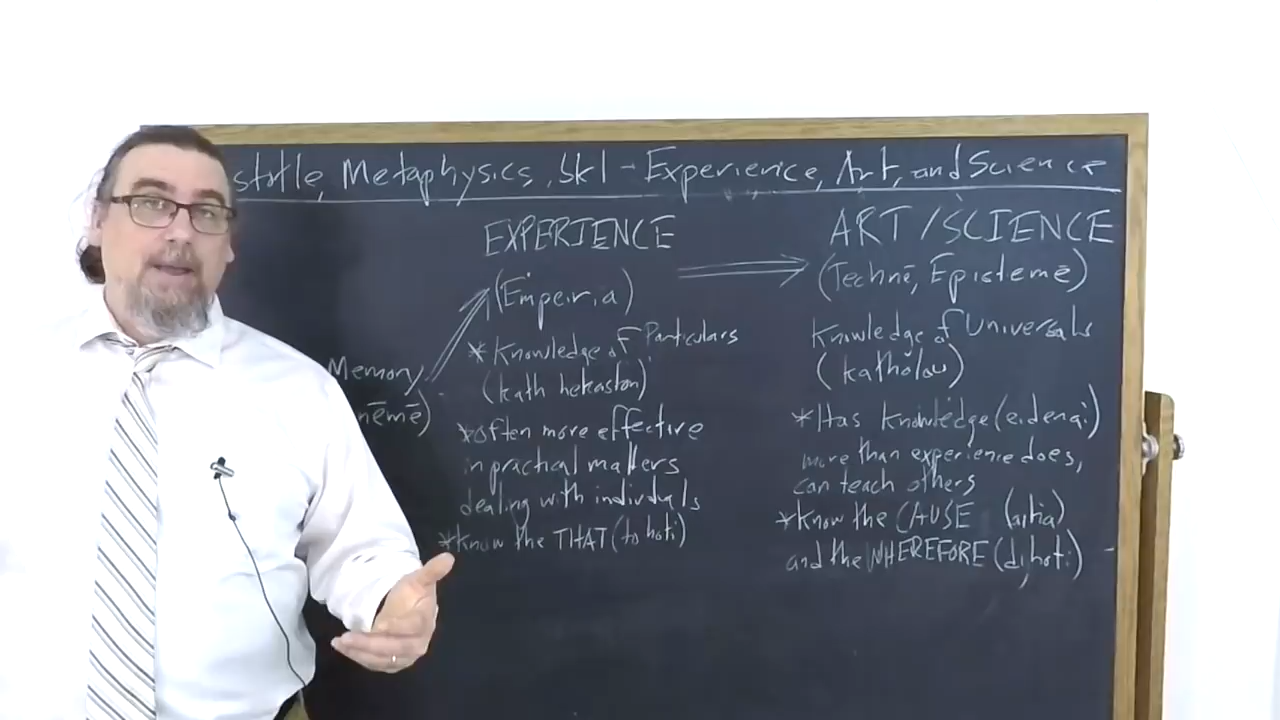 stotle, Metaphysics, bk1 - Experience, Art, and Science
EXPERIENCE
(Empeiria)
* Knowledge of Particulars
(kath hekaston)
* often more effective
in practical matters
dealing with individuals
* Know the THAT (to hoti)
Memory
nēmē)
ART/SCIENCE
(Technē, Epistemē)
Knowledge of Universals
(katholou)
* Has Knowledge (eidenai)
more than experience does,
can teach others
* Know the CAUSE (aitia)
and the WHEREFORE (dihoti)